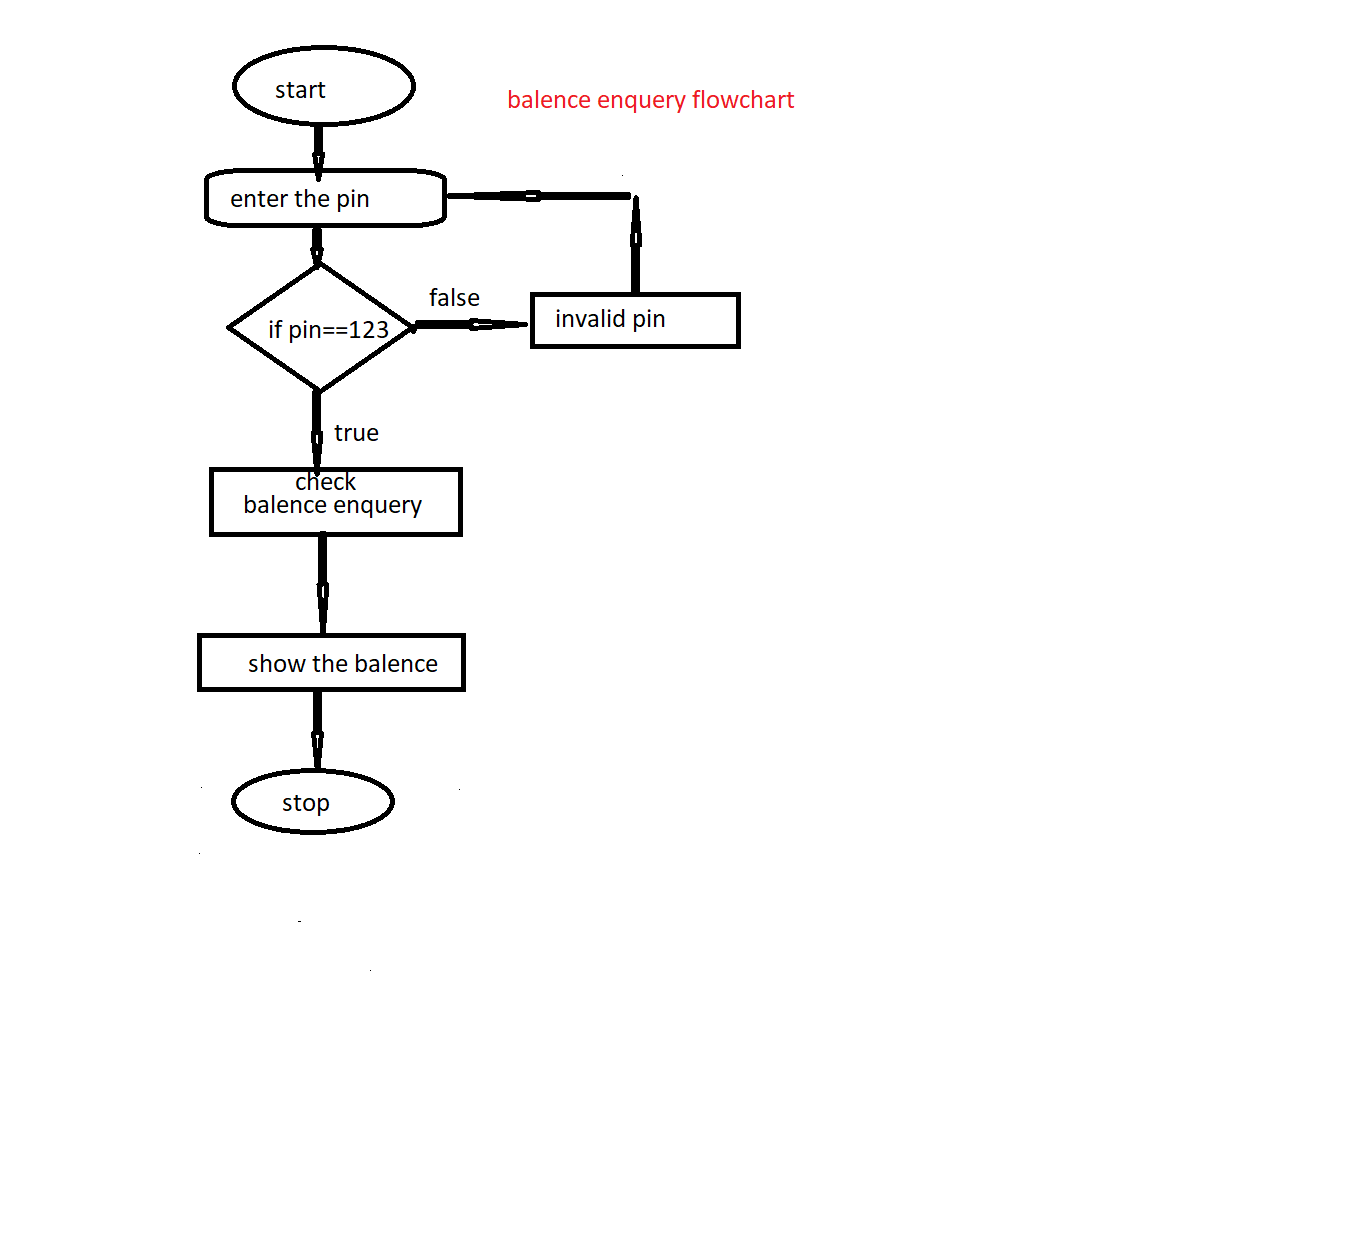 start
balence enquery flowchart
enter the pin
false
if pin==123
invalid pin
true
check
balence enquery
show the balence
stop